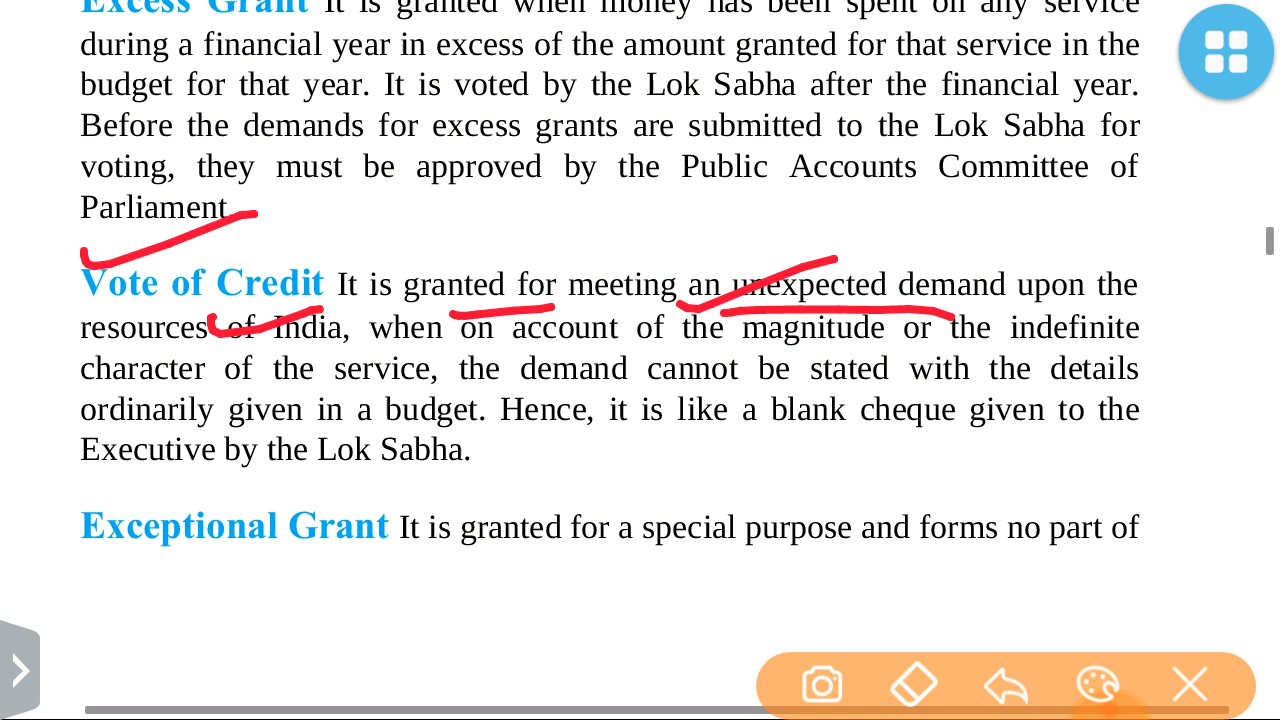 Excess Grant It is granted when money has been spent on any service
during a financial year in excess of the amount granted for that service in the
budget for that year. It is voted by the Lok Sabha after the financial year.
Before the demands for excess grants are submitted to the Lok Sabha for
voting, they must be approved by the Public Accounts Committee of
Parliament.
Vote of Credit It is granted for meeting an unexpected demand upon the
resources of India, when on account of the magnitude or the indefinite
character of the service, the demand cannot be stated with the details
ordinarily given in a budget. Hence, it is like a blank cheque given to the
Executive by the Lok Sabha.
Exceptional Grant It is granted for a special purpose and forms no part of